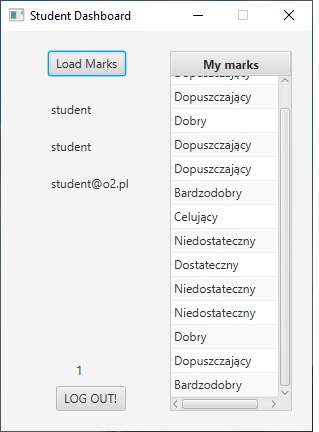 Student Dashboard
Load Marks
student
student
student@o2.pl
1
LOG OUT!
My marks
Dopuszczający
Dopuszczający
Dobry
Dopuszczający
Dopuszczający
Bardzodobry
Celujący
Niedostateczny
Dostateczny
Niedostateczny
Niedostateczny
Dobry
Dopuszczający
Bardzodobry